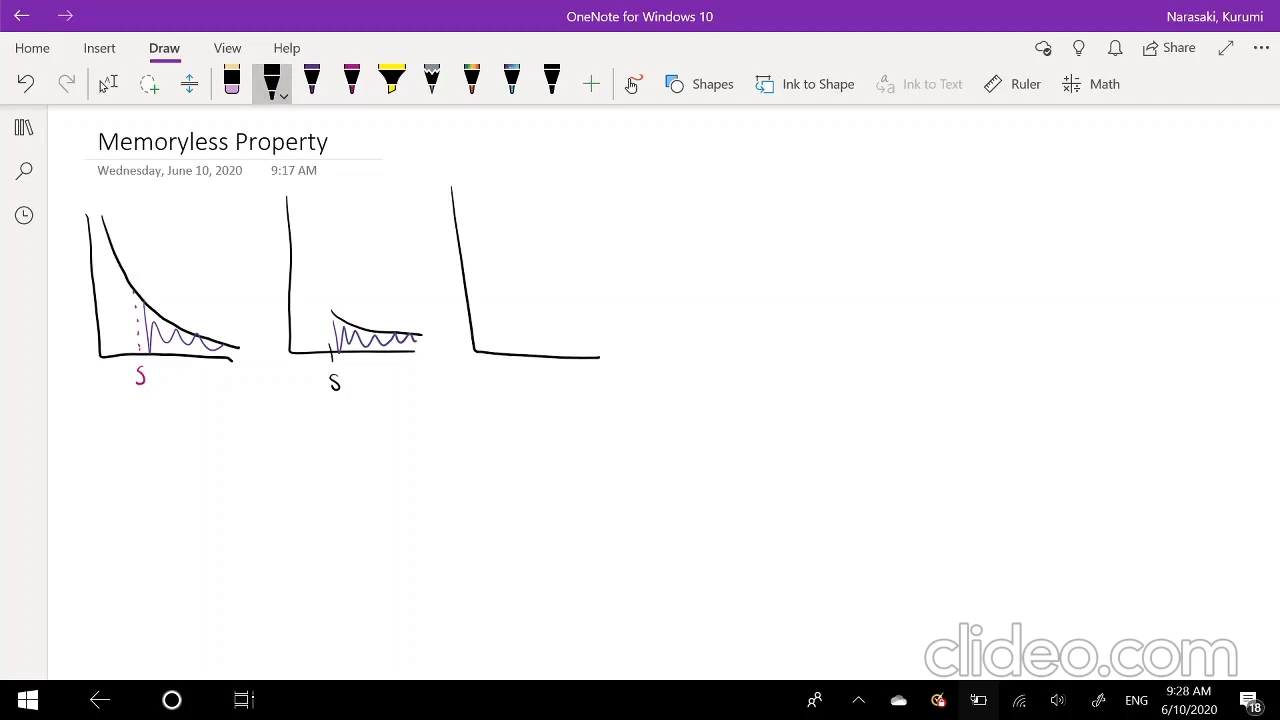 OneNote for Windows 10
Narasaki, Kurumi
Home Insert Draw View Help
Share
Shapes Ink to Shape Ink to Text Ruler Math
Memoryless Property
Wednesday, June 10, 2020 9:17 AM
S S
clideo.com
ENG
9:28 AM
6/10/2020
18